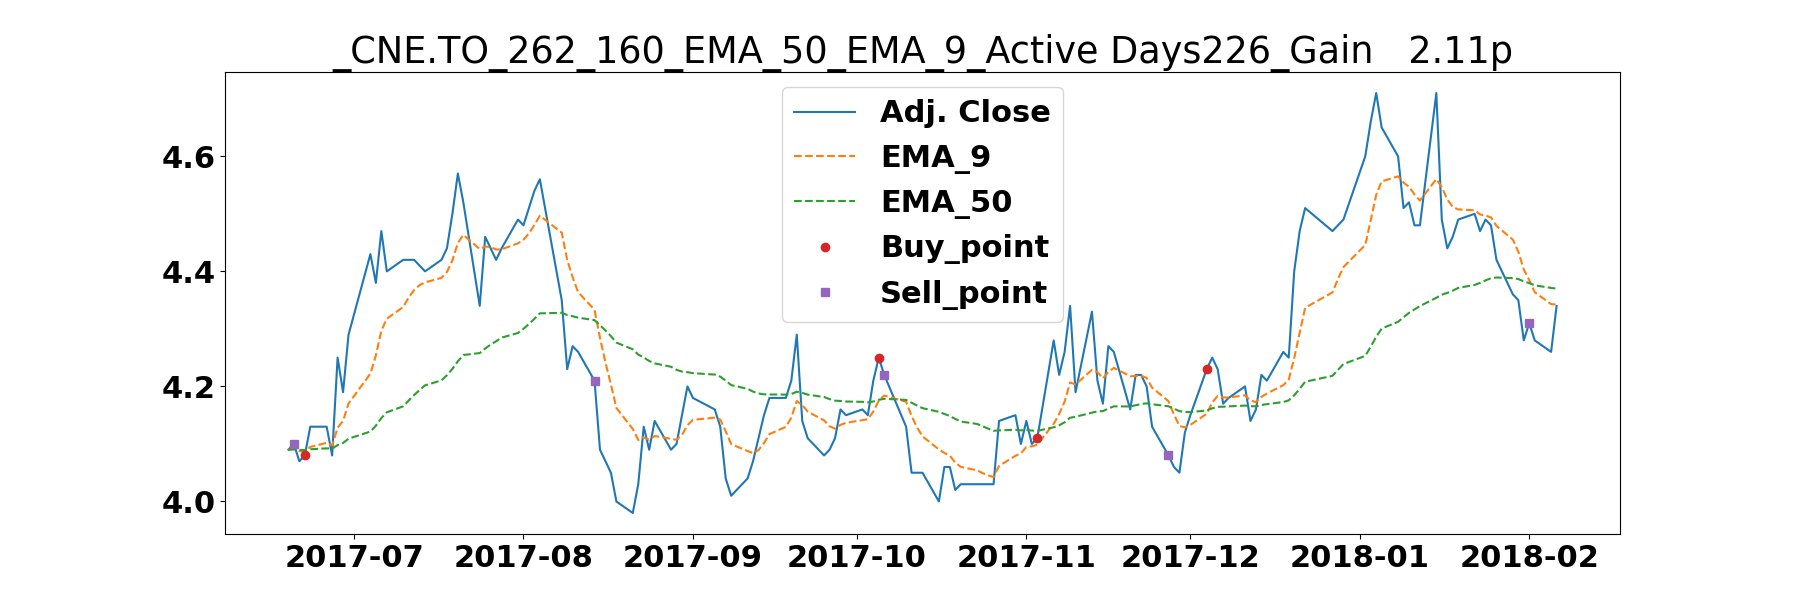 _CNE.TO_262_160_EMA_50_EMA_9_Active Days226_Gain   2.11p
Adj. Close
EMA_9
EMA_50
Buy_point
Sell_point
4.6
4.4
4.2
4.0
2017-07 2017-08 2017-09 2017-10 2017-11 2017-12 2018-01 2018-02